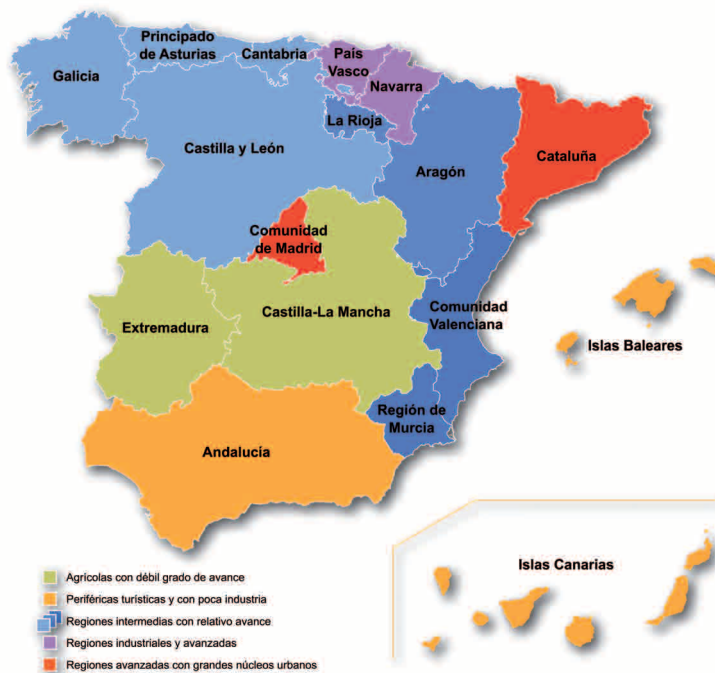 Principado
de Asturias
Cantabria
País
Vasco
Navarra
Galicia
La Rioja
Castilla y León
Aragón
Cataluña
Comunidad
de Madrid
Extremadura
Castilla-La Mancha
Comunidad
Valenciana
Islas Baleares
Región de
Murcia
Andalucía
Islas Canarias
Agrícolas con débil grado de avance
Periféricas turísticas y con poca industria
Regiones intermedias con relativo avance
Regiones industriales y avanzadas
Regiones avanzadas con grandes núcleos urbanos